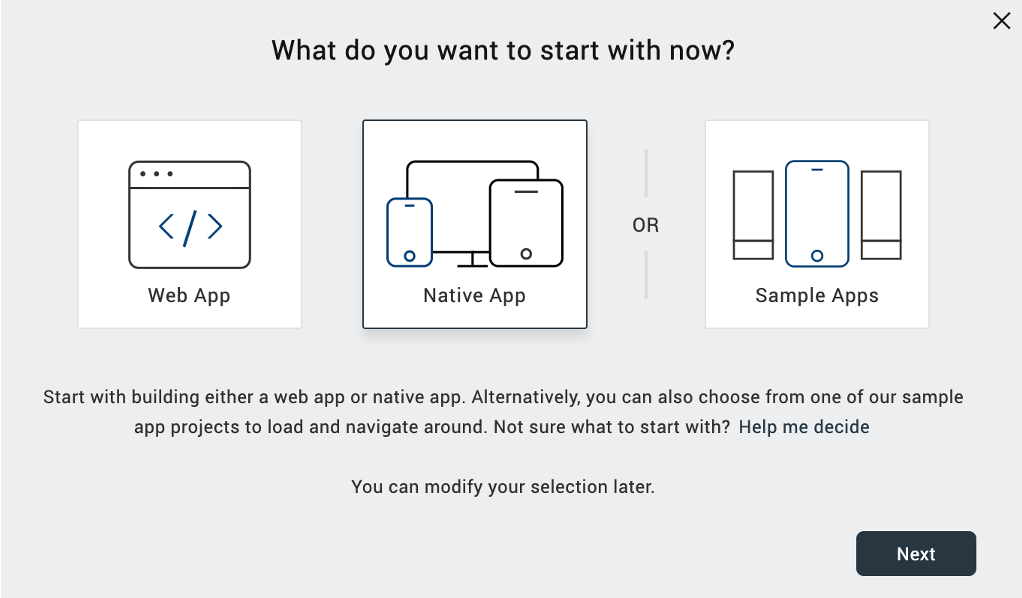 What do you want to start with now?
</>
Web App
Native App
OR
Sample Apps
Start with building either a web app or native app. Alternatively, you can also choose from one of our sample
app projects to load and navigate around. Not sure what to start with? Help me decide
You can modify your selection later.
Next